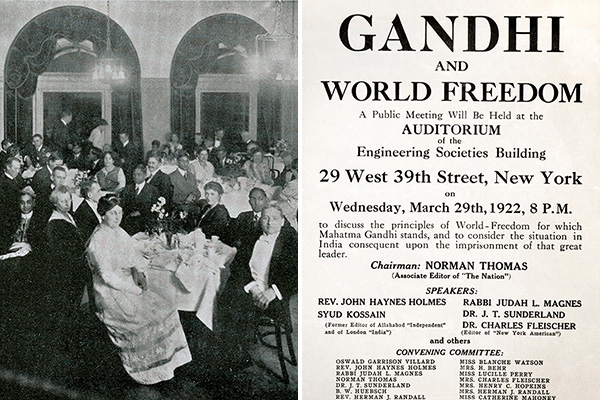 GANDHI
AND
WORLD FREEDOM
A Public Meeting Will Be Held at the
AUDITORIUM
of the
Engineering Societies Building
29 West 39th Street, New York
on
Wednesday, March 29th, 1922, 8 P.M.
to discuss the principles of World-Freedom for which
Mahatma Gandhi stands, and to consider the situation in
India consequent upon the imprisonment of that great
leader.
Chairman: NORMAN THOMAS
(Associate Editor of "The Nation")
SPEAKERS:
REV. JOHN HAYNES HOLMES
SYUD KOSSAIN
(Former Editor of Allahabad "Independent"
and of London "India")
RABBI JUDAH L. MAGNES
DR. J. T. SUNDERLAND
DR. CHARLES FLEISCHER
(Editor of "New York American")
and others
CONVENING COMMITTEE:
OSWALD GARRISON VILLARD
REV. JOHN HAYNES HOLMES
RABBI JUDAH L. MAGNES
NORMAN THOMAS
DR. J. T. SUNDERLAND
B. W. HUEBSCH
REV. HERMAN J. RANDALL
MISS BLANCHE WATSON
MRS. H. BEHR
MISS LUCILLE PERRY
MRS. CHARLES FLEISCHER
MRS. HENRY C. HOPKINS
MRS. HERMAN J. RANDALL
MISS CATHERINE MAHONEY